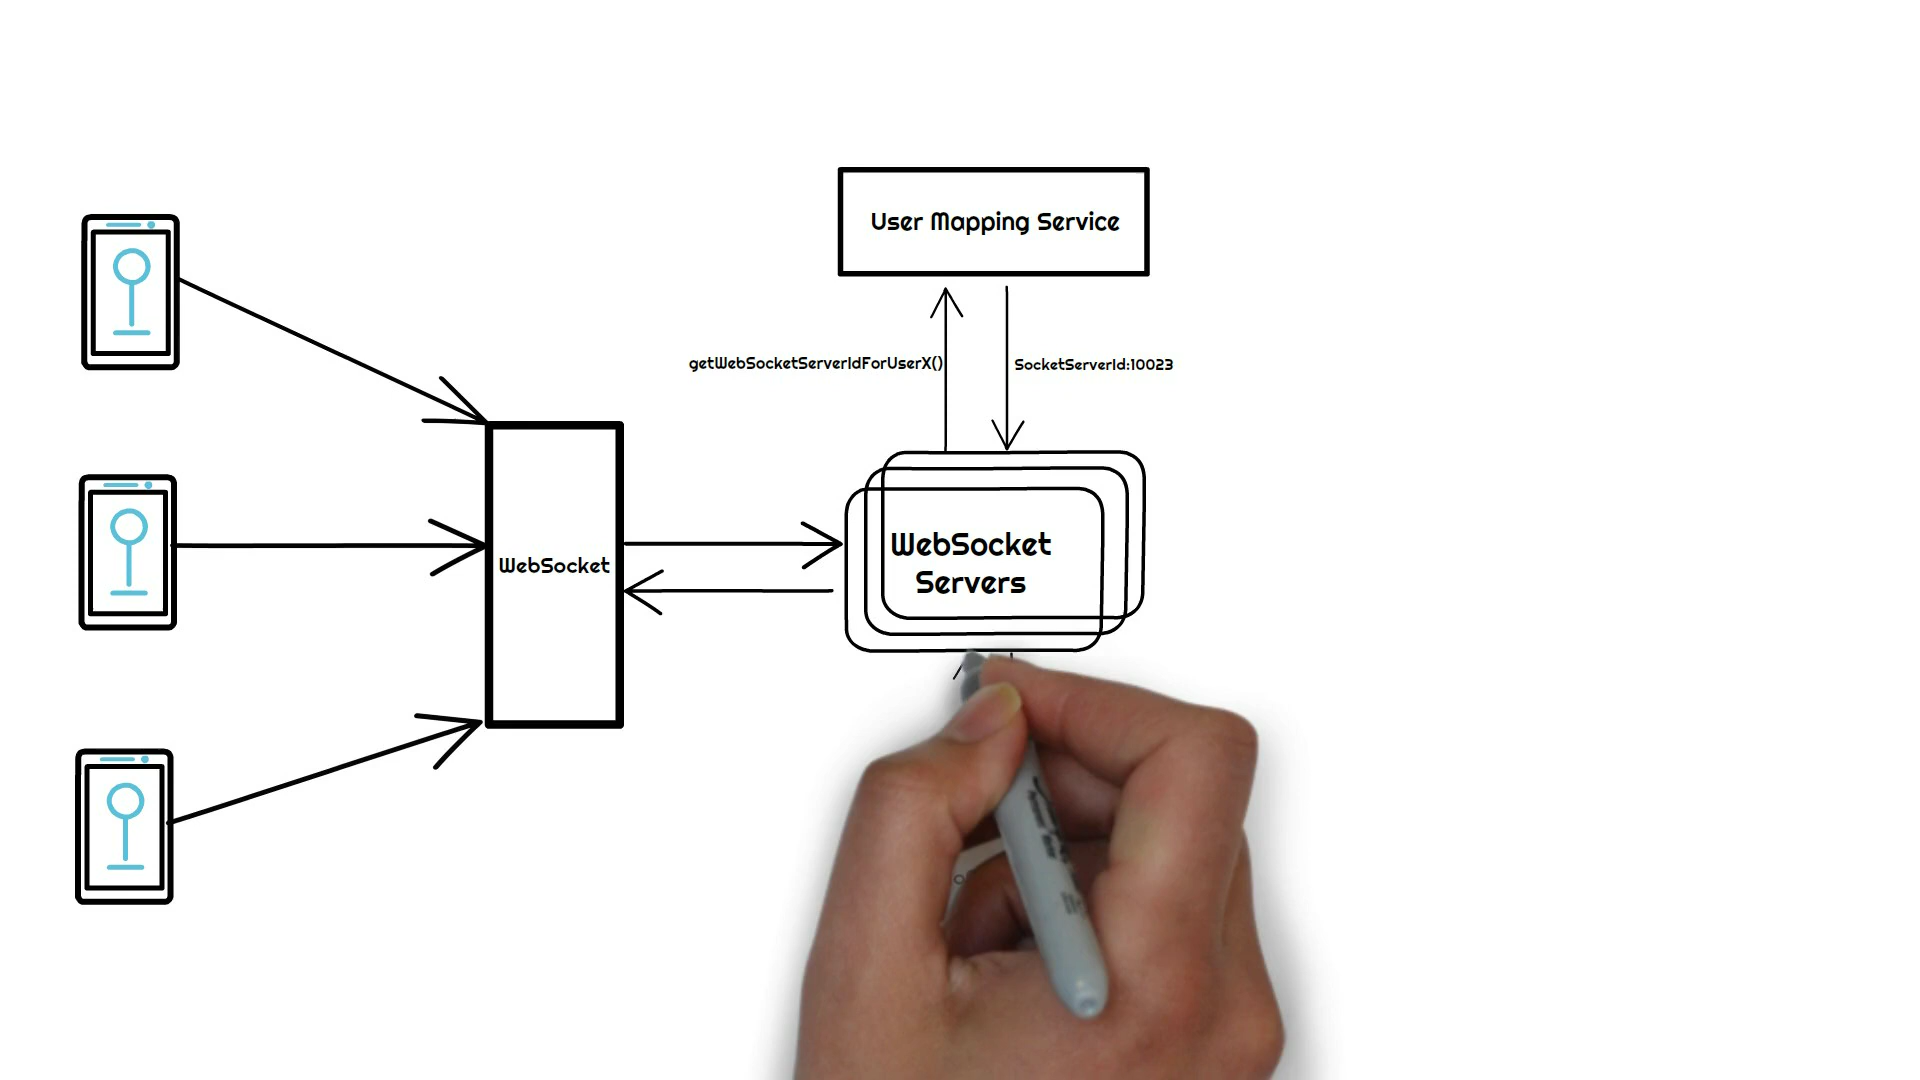 User Mapping Service
getWebSocketServerIdForUserX()
SocketServerId:10023
WebSocket
WebSocket
Servers